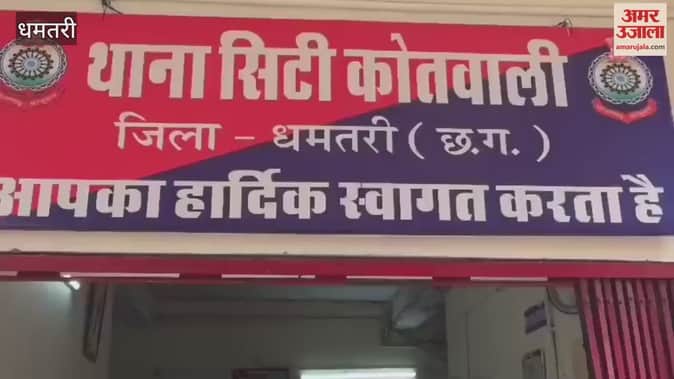 धमतरी
अमर उजाला
amarujala.com
थाना सिटी कोतवाली
जिला - धमतरी ( छ.ग. )
आपका हार्दिक स्वागत करता है